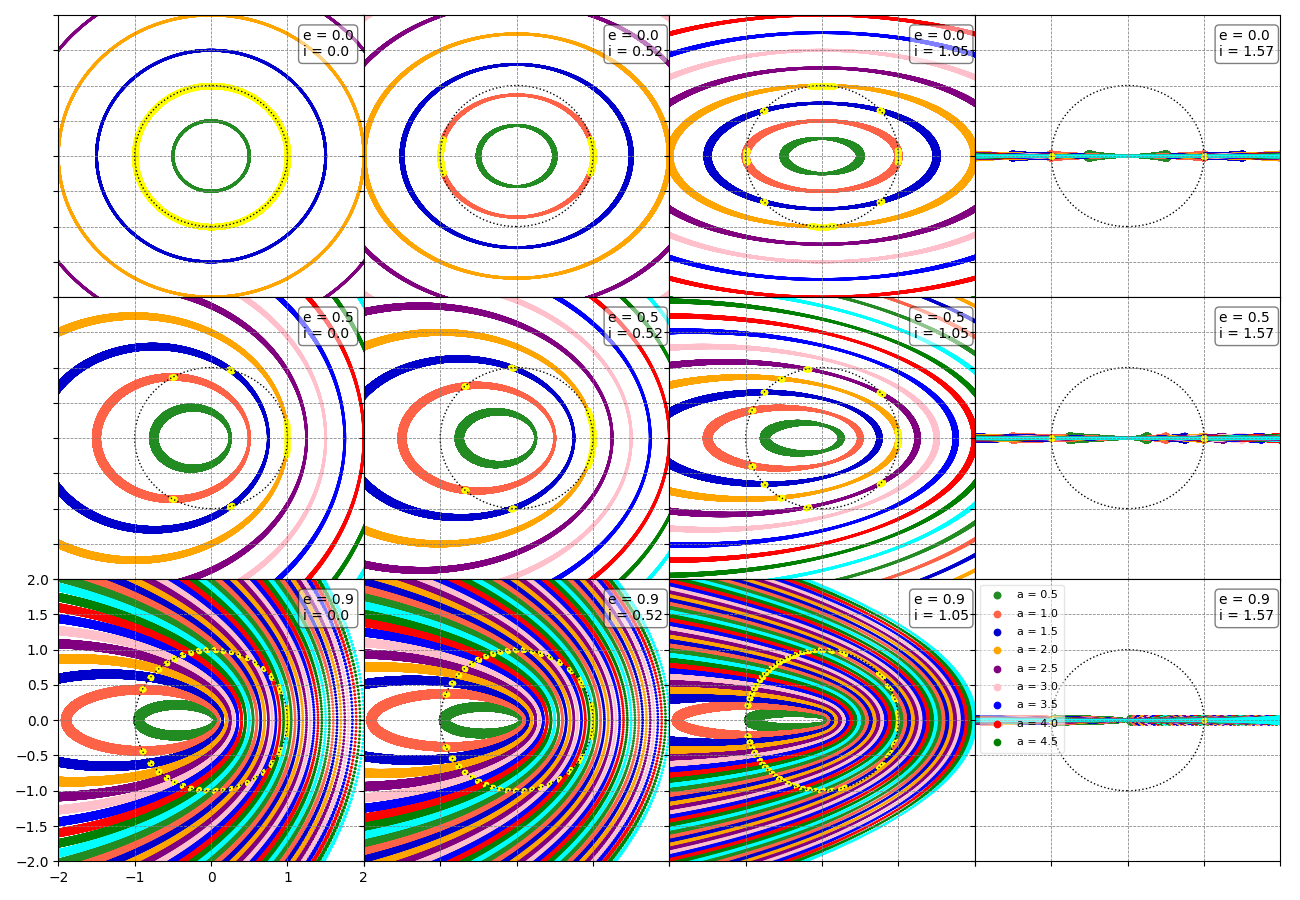 e = 0.0
i = 0.0
e = 0.0
i = 0.52
e = 0.0
i = 1.05
e = 0.0
i = 1.57
e = 0.5
i = 0.0
e = 0.5
i = 0.52
e = 0.5
i = 1.05
e = 0.5
i = 1.57
2.0
1.5
1.0
0.5
0.0
−0.5
−1.0
−1.5
−2.0
e = 0.9
i = 0.0
e = 0.9
i = 0.52
e = 0.9
i = 1.05
a = 0.5
a = 1.0
a = 1.5
a = 2.0
a = 2.5
a = 3.0
a = 3.5
a = 4.0
a = 4.5
e = 0.9
i = 1.57
−2 −1 0 1 2